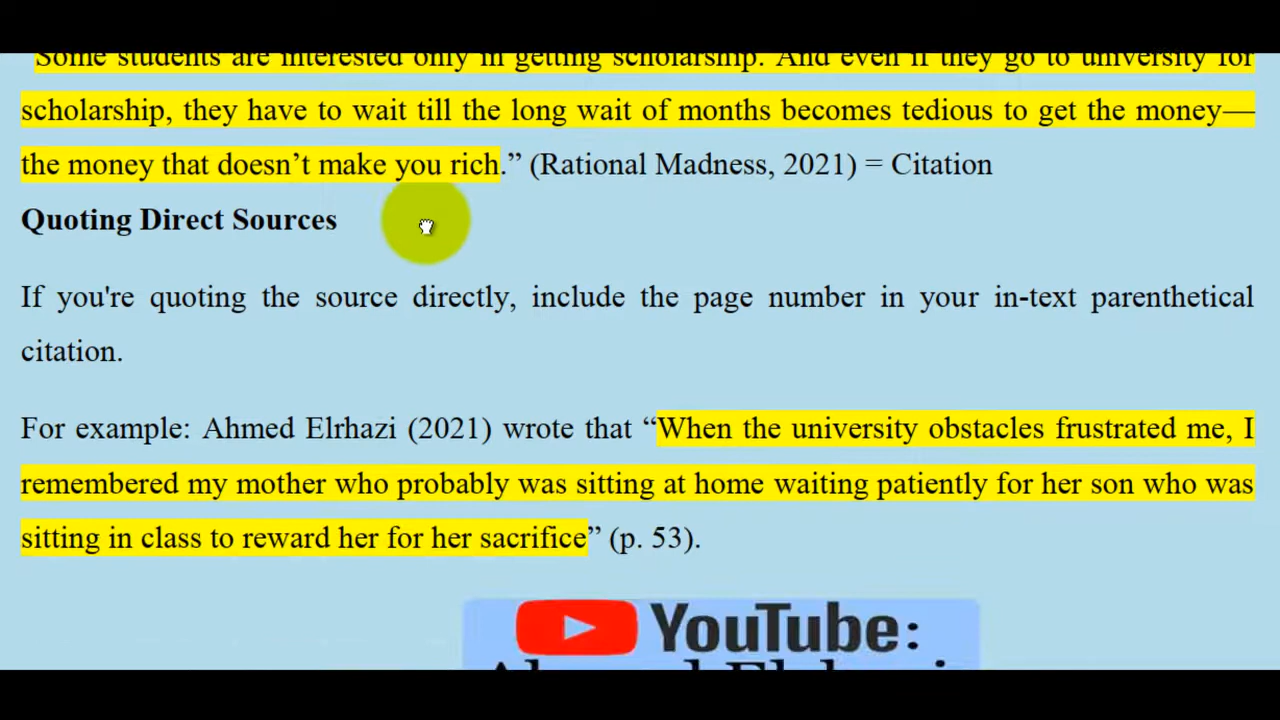 Some students are interested only in getting scholarship. And even if they go to university for
scholarship, they have to wait till the long wait of months becomes tedious to get the money—
the money that doesn’t make you rich.” (Rational Madness, 2021) = Citation
Quoting Direct Sources
If you're quoting the source directly, include the page number in your in-text parenthetical
citation.
For example: Ahmed Elrhazi (2021) wrote that “When the university obstacles frustrated me, I
remembered my mother who probably was sitting at home waiting patiently for her son who was
sitting in class to reward her for her sacrifice” (p. 53).
YouTube: